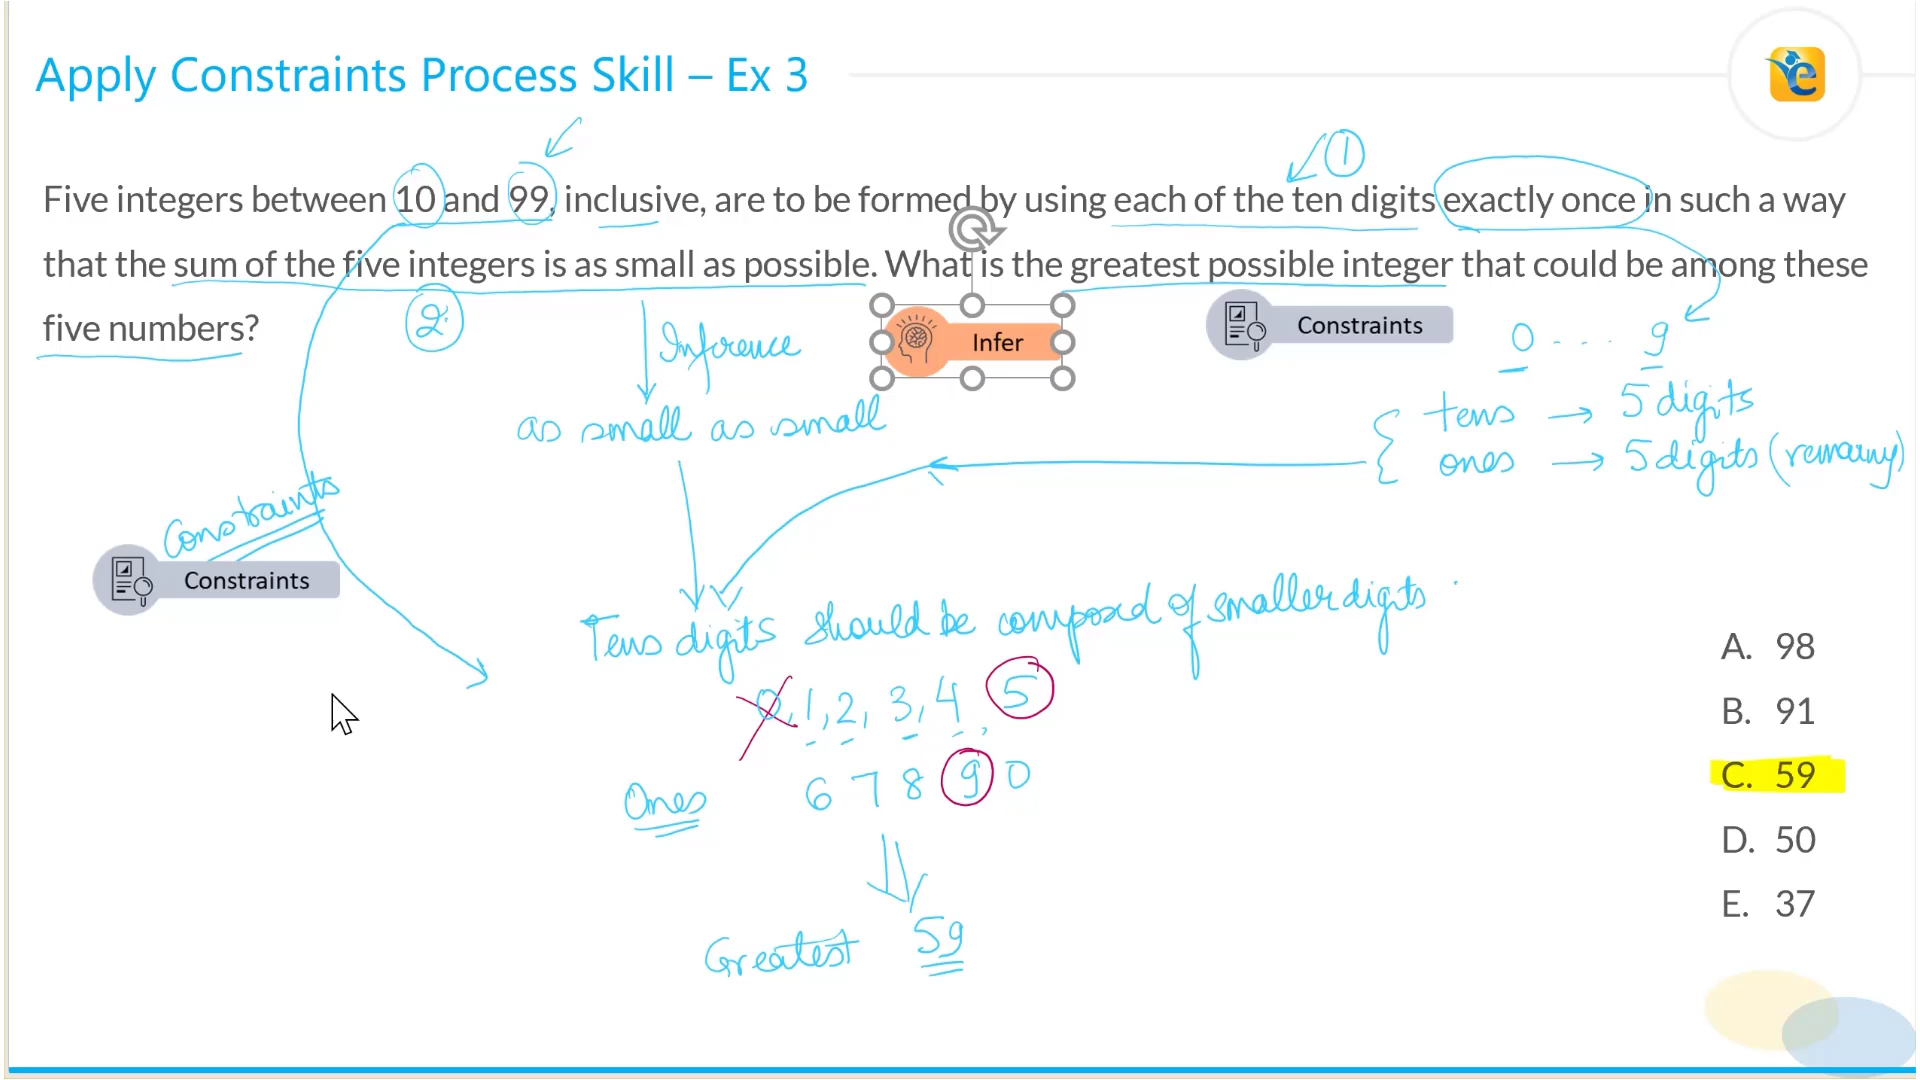 Apply Constraints Process Skill – Ex 3
1
Five integers between 10 and 99, inclusive, are to be formed by using each of the ten digits exactly once in such a way
that the sum of the five integers is as small as possible. What is the greatest possible integer that could be among these
five numbers?
2
Inference
Infer
Constraints
0 .... 9
as small as small
tens → 5 digits
ones → 5 digits (remainy)
Constraints
Constraints
Tens digits should be composed of smaller digits.
0, 1, 2, 3, 4, 5
Ones 6 7 8 9 0
Greatest 59
A. 98
B. 91
C. 59
D. 50
E. 37